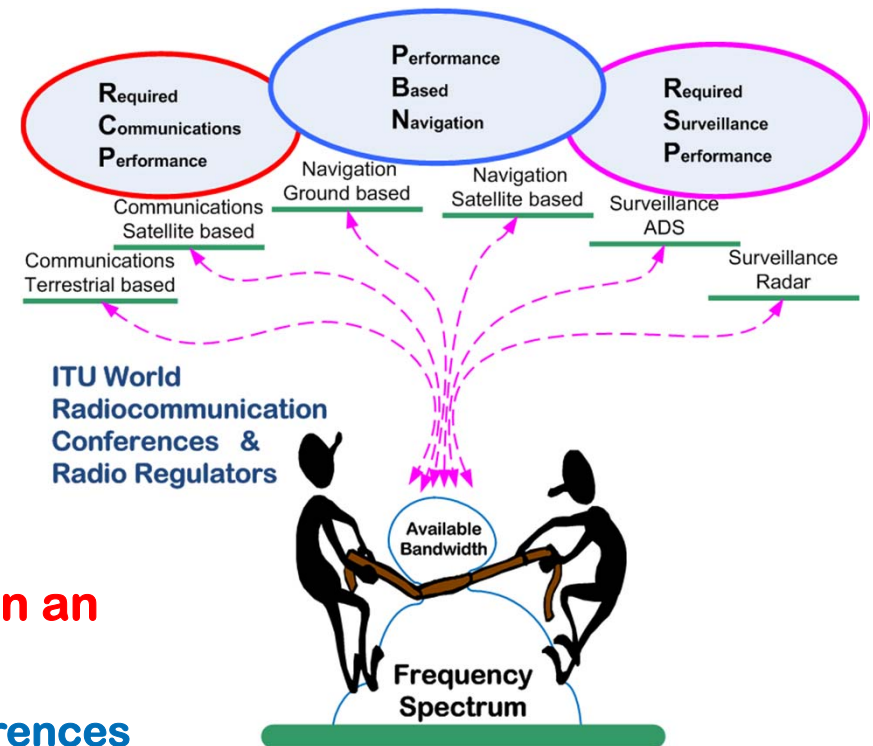 Required
Communications
Performance
Performance
Based
Navigation
Required
Surveillance
Performance
Navigation
Ground based
Navigation
Satellite based
Communications
Satellite based
Surveillance
ADS
Communications
Terrestrial based
Surveillance
Radar
ITU World
Radiocommunication
Conferences &
Radio Regulators
Available
Bandwidth
n an
Frequency
Spectrum
rences